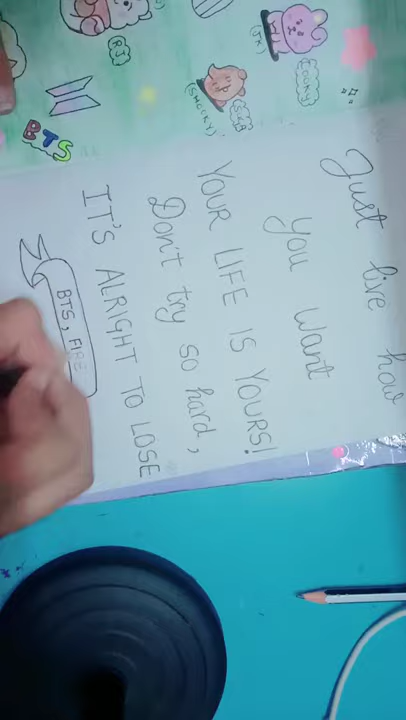 RJ
(JK)
COOKY
(SHOOKY)
SUGA
BTS
Just live how
you want
YOUR LIFE IS YOURS!
Don't try so hard,
IT'S ALRIGHT TO LOSE
BTS, FIRE